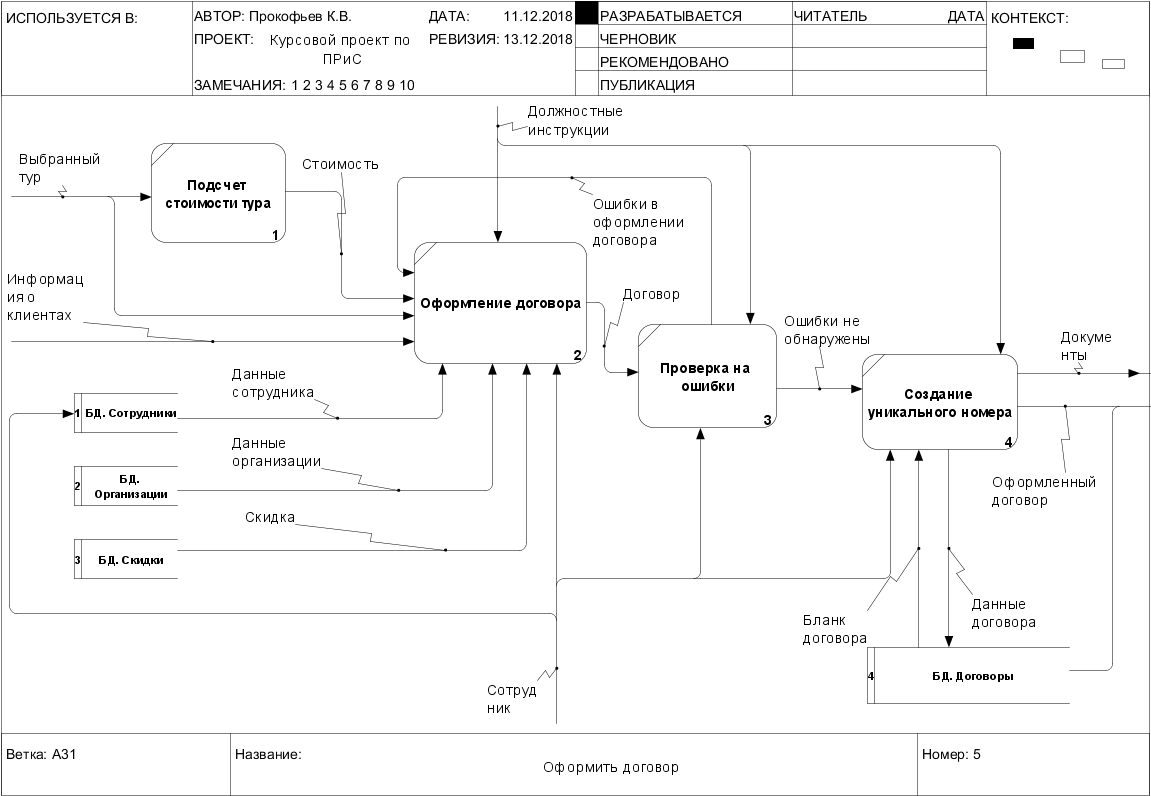 ИСПОЛЬЗУЕТСЯ В:
АВТОР: Прокофьев К.В.
ДАТА: 11.12.2018
РАЗРАБАТЫВАЕТСЯ
ЧИТАТЕЛЬ
ДАТА
КОНТЕКСТ:
ПРОЕКТ: Курсовой проект по
ПРиС
РЕВИЗИЯ: 13.12.2018
ЧЕРНОВИК
РЕКОМЕНДОВАНО
ЗАМЕЧАНИЯ: 1 2 3 4 5 6 7 8 9 10
ПУБЛИКАЦИЯ
Должностные
инструкции
Выбранный
тур
Подсчет
стоимости тура
1
Стоимость
Ошибки в
оформлении
договора
Информац
ия о
клиентах
Оформление договора
2
Договор
Проверка на
ошибки
3
Ошибки не
обнаружены
Создание
уникального номера
4
Докуме
нты
Оформленный
договор
Данные
сотрудника
1 БД. Сотрудники
Данные
организации
2
БД.
Организации
Скидка
3 БД. Скидки
Бланк
договора
Данные
договора
4 БД. Договоры
Сотруд
ник
Ветка: A31
Название:
Оформить договор
Номер: 5